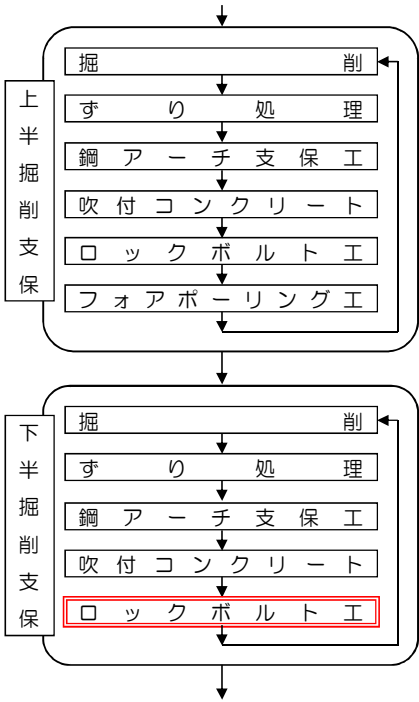 上半掘削支保
掘削
ずり処理
鋼アーチ支保工
吹付コンクリート
ロックボルト工
フォアポーリング工
下半掘削支保
掘削
ずり処理
鋼アーチ支保工
吹付コンクリート
ロックボルト工